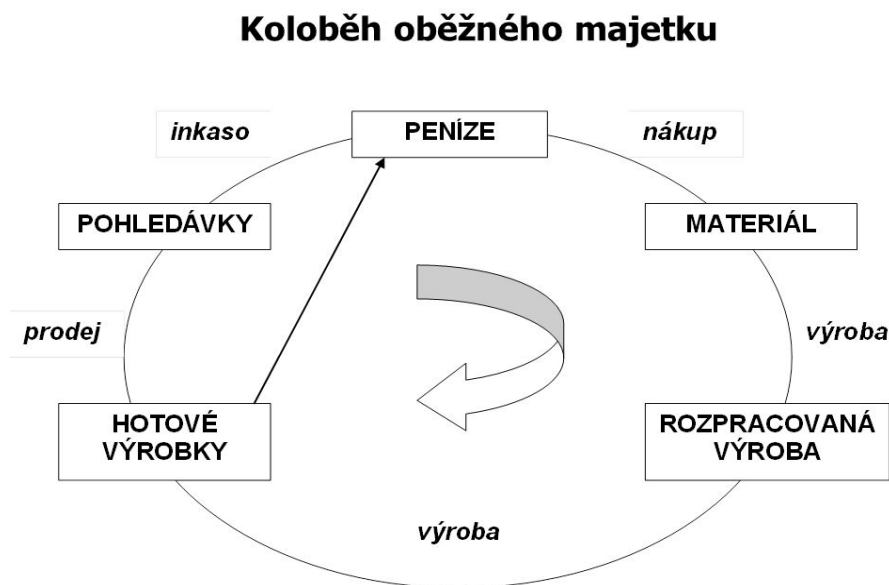 Koloběh oběžného majetku
inkaso
PENÍZE
nákup
POHLEDÁVKY
MATERIÁL
prodej
výroba
HOTOVÉ
VÝROBKY
ROZPRACOVANÁ
VÝROBA
výroba